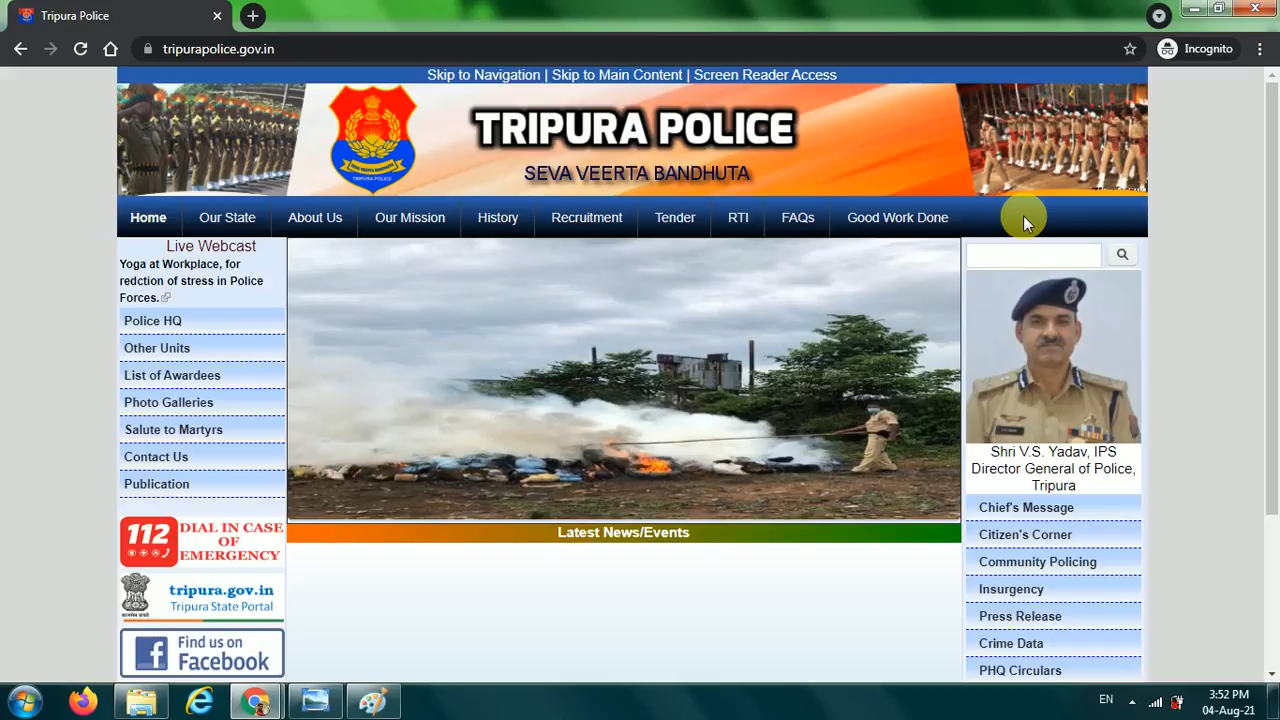 Tripura Police
tripurapolice.gov.in
Incognito
Skip to Navigation | Skip to Main Content | Screen Reader Access
TRIPURA POLICE
SEVA VEERTA BANDHUTA
Home Our State About Us Our Mission History Recruitment Tender RTI FAQs Good Work Done
Live Webcast
Yoga at Workplace, for
redction of stress in Police
Forces.
Police HQ
Other Units
List of Awardees
Photo Galleries
Salute to Martyrs
Contact Us
Publication
112 DIAL IN CASE
OF
EMERGENCY
tripura.gov.in
Tripura State Portal
Find us on
Facebook
Latest News/Events
Shri V.S. Yadav, IPS
Director General of Police,
Tripura
Chief's Message
Citizen's Corner
Community Policing
Insurgency
Press Release
Crime Data
PHQ Circulars
EN
3:52 PM
04-Aug-21